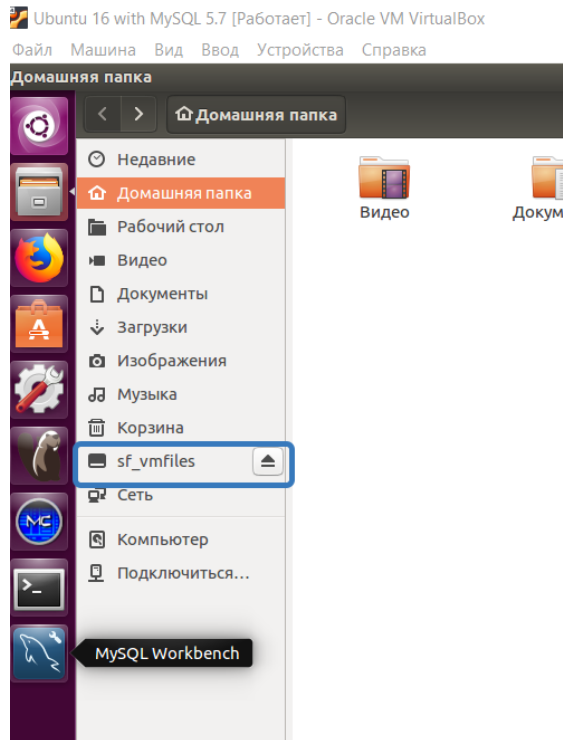 Ubuntu 16 with MySQL 5.7 [Работает] - Oracle VM VirtualBox
Файл Машина Вид Ввод Устройства Справка
Домашняя папка
Домашняя папка
Недавние
Домашняя папка
Рабочий стол
Видео
Документы
Загрузки
Изображения
Музыка
Корзина
sf_vmfiles
Сеть
Компьютер
Подключиться...
Видео
Докум
A
MC
>_
MySQL Workbench